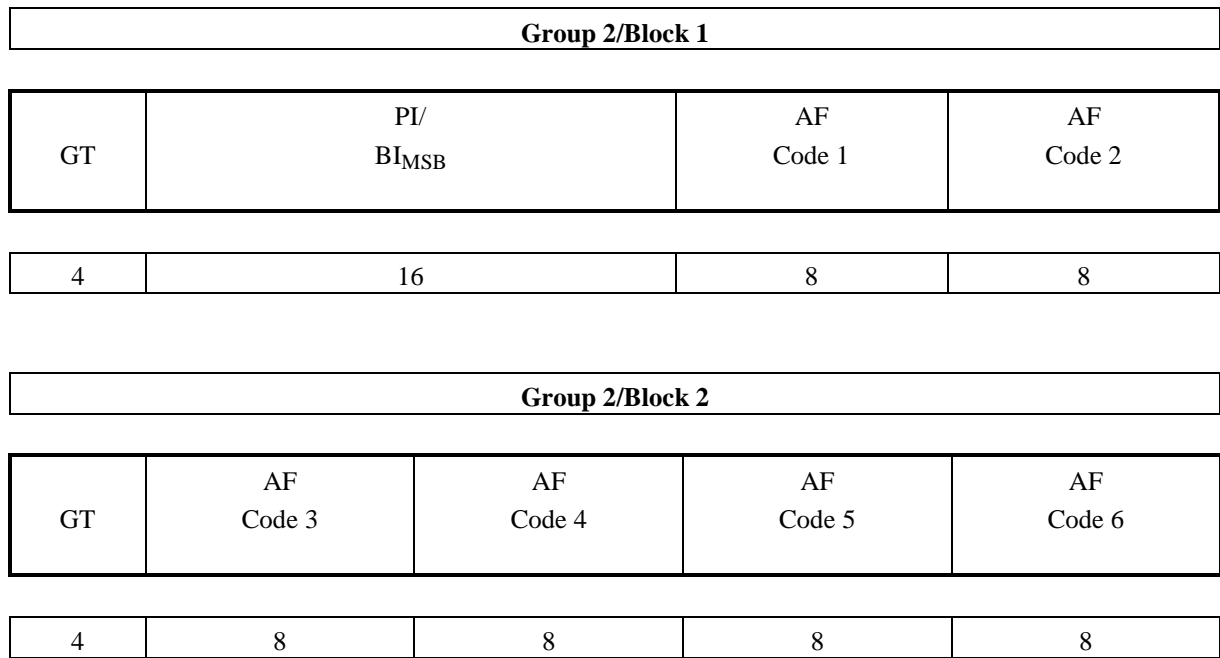 Group 2/Block 1
PI/ AF AF
GT BI_MSB Code 1 Code 2
4 16 8 8
Group 2/Block 2
AF AF AF AF
GT Code 3 Code 4 Code 5 Code 6
4 8 8 8 8